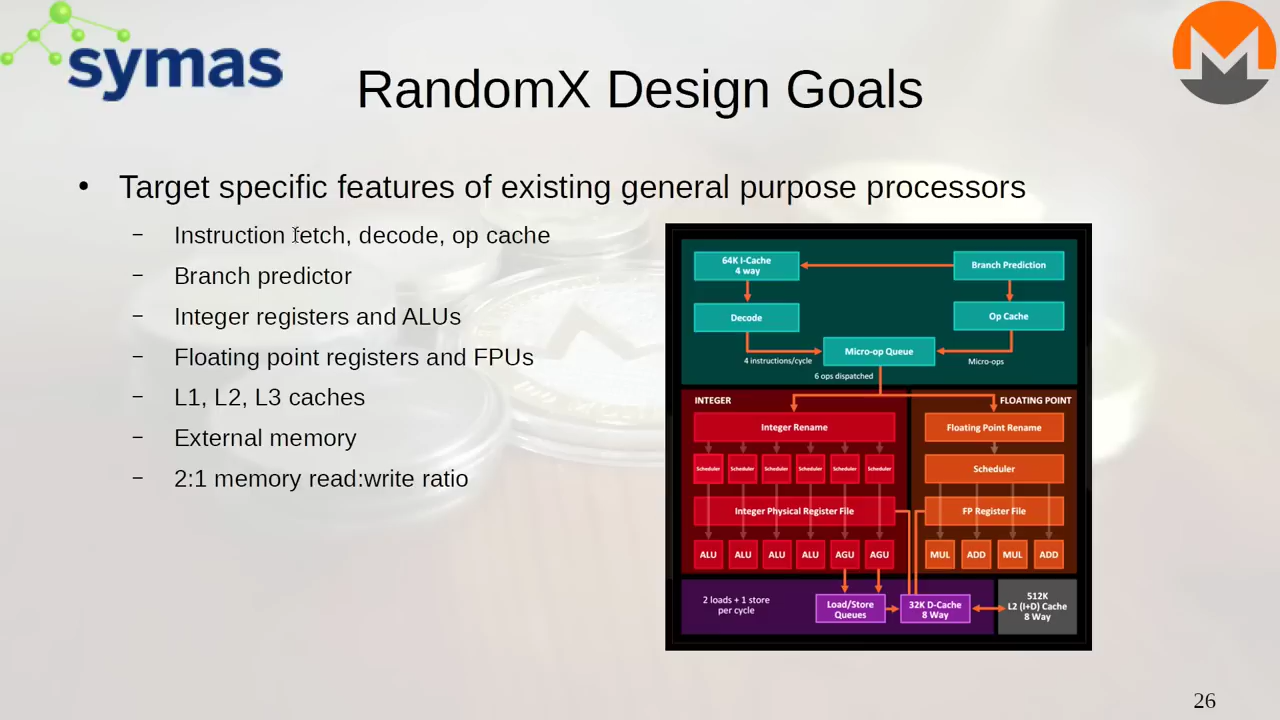 symas
RandomX Design Goals
• Target specific features of existing general purpose processors
– Instruction fetch, decode, op cache
– Branch predictor
– Integer registers and ALUs
– Floating point registers and FPUs
– L1, L2, L3 caches
– External memory
– 2:1 memory read:write ratio
64K I-Cache
4 way
Branch Prediction
Decode
Op Cache
Micro-op Queue
4 instructions/cycle
Micro-ops
6 ops dispatched
INTEGER
FLOATING POINT
Integer Rename
Floating Point Rename
Scheduler Scheduler Scheduler Scheduler Scheduler Scheduler
Scheduler
Integer Physical Register File
FP Register File
ALU ALU ALU ALU AGU AGU
MUL ADD MUL ADD
2 loads + 1 store
per cycle
Load/Store
Queues
32K D-Cache
8 Way
512K
L2 (I+D) Cache
8 Way
26